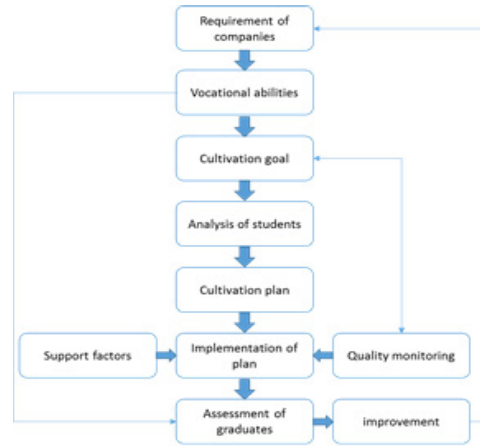 Requirement of
companies
Vocational abilities
Cultivation goal
Analysis of students
Cultivation plan
Support factors
Implementation of
plan
Quality monitoring
Assessment of
graduates
improvement